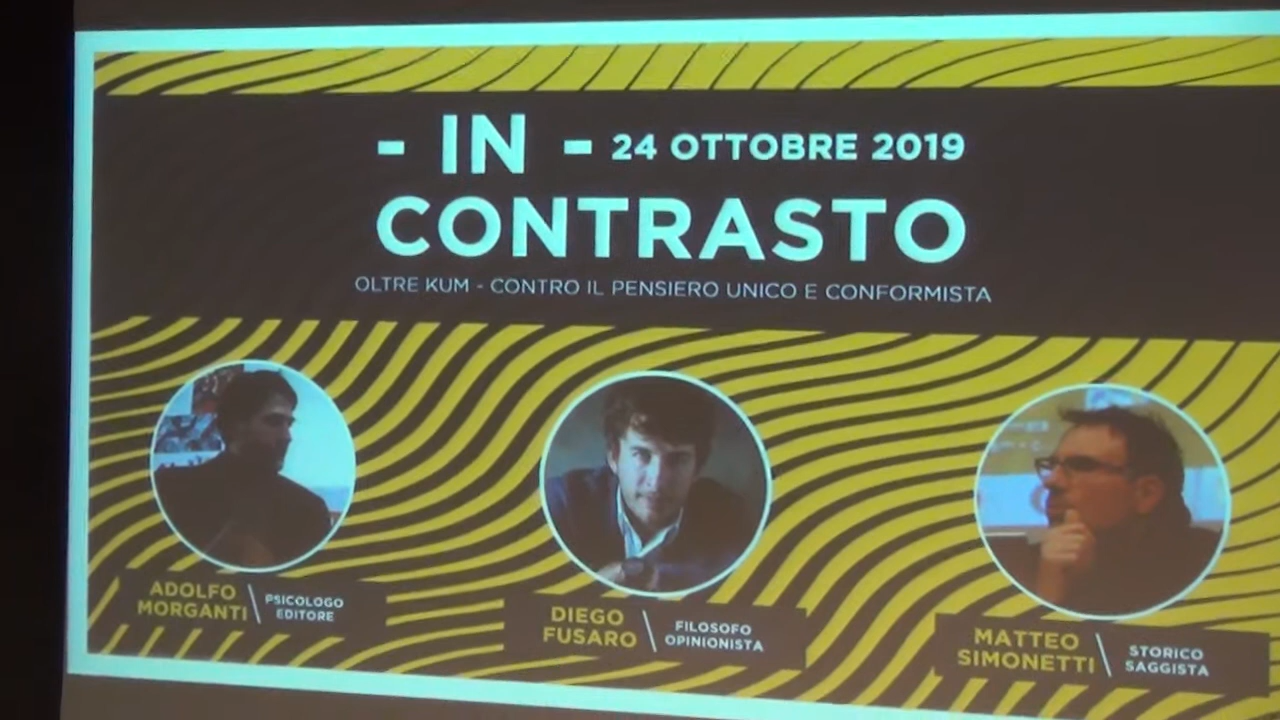 - IN - 24 OTTOBRE 2019
CONTRASTO
OLTRE KUM - CONTRO IL PENSIERO UNICO E CONFORMISTA
ADOLFO
MORGANTI
PSICOLOGO
EDITORE
DIEGO
FUSARO
FILOSOFO
OPINIONISTA
MATTEO
SIMONETTI
STORICO
SAGGISTA